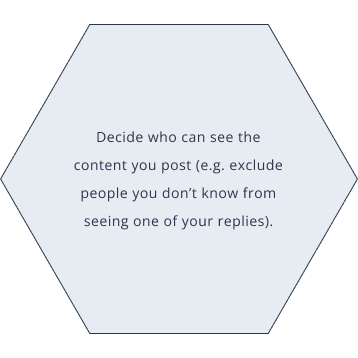 Decide who can see the
content you post (e.g. exclude
people you don’t know from
seeing one of your replies).